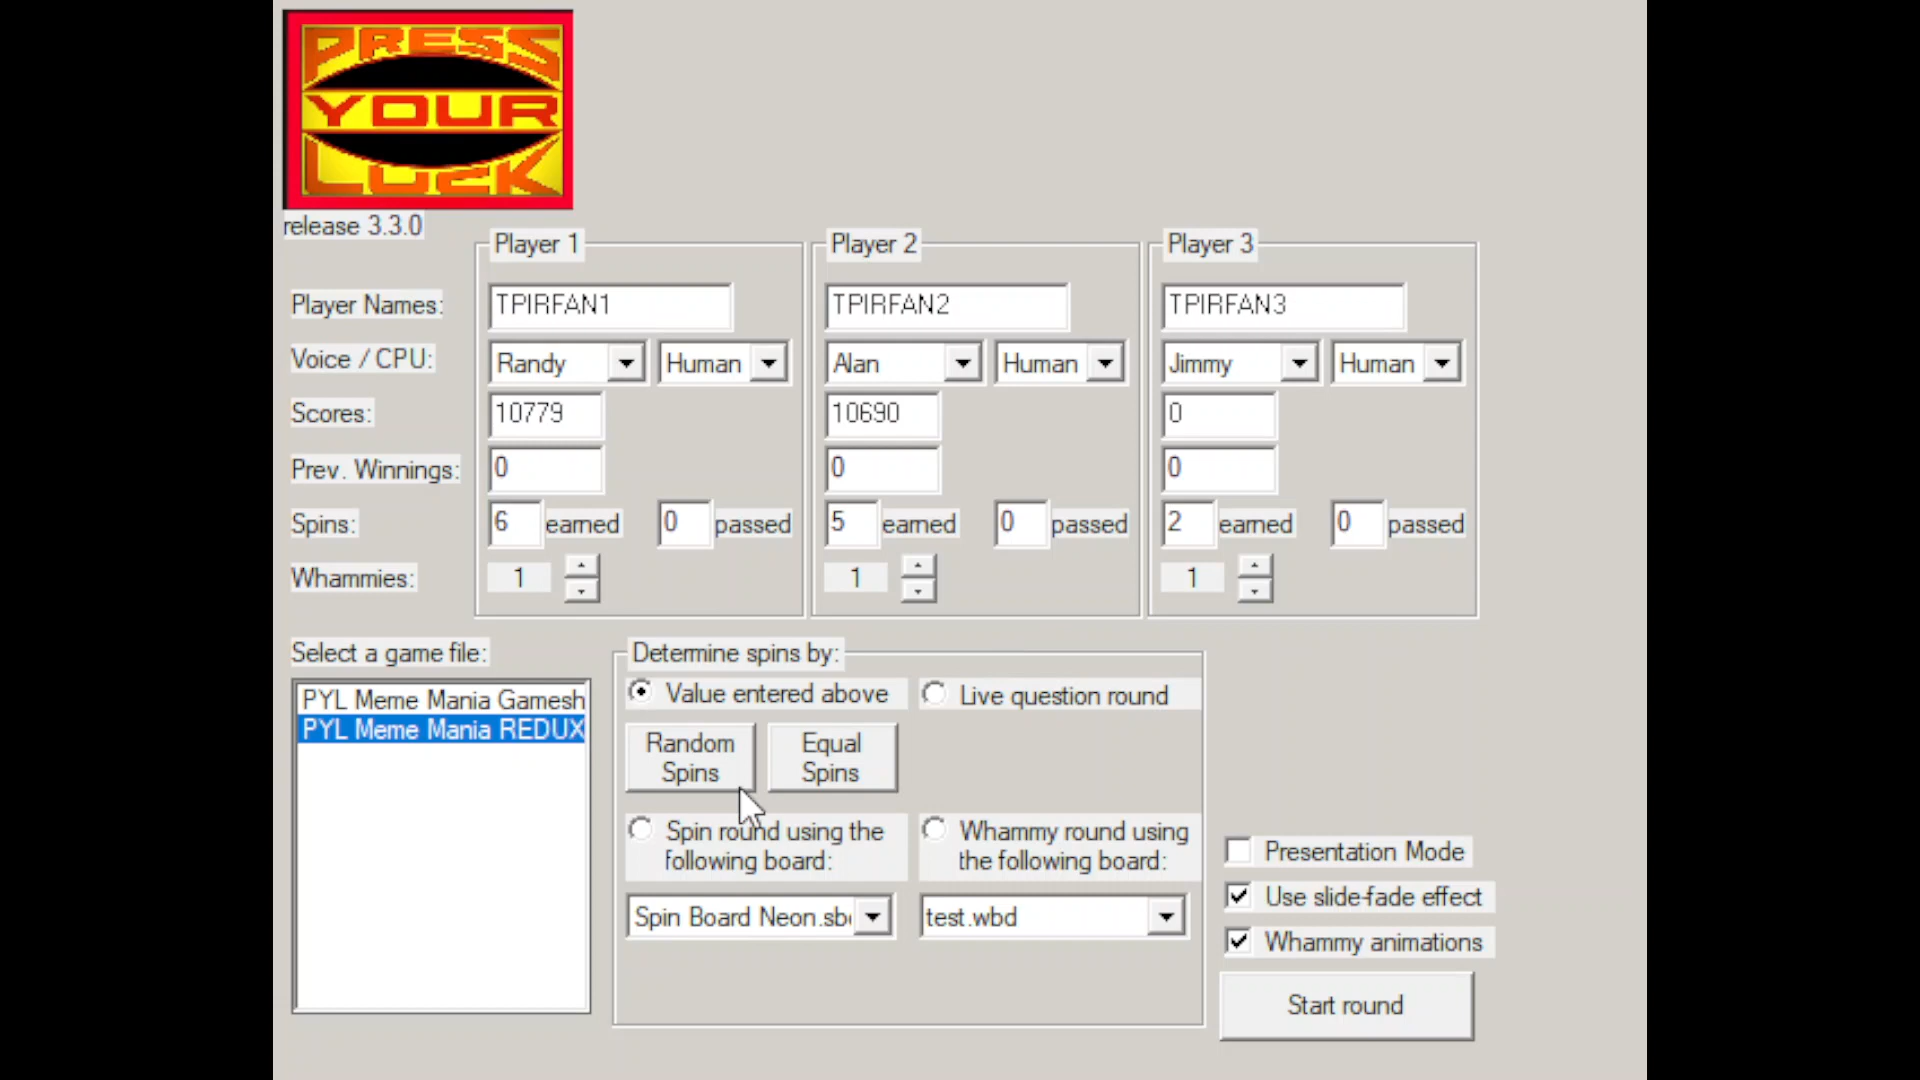 PRESS
YOUR
LUCK
release 3.3.0
Player 1 Player 2 Player 3
Player Names: TPIRFAN1 TPIRFAN2 TPIRFAN3
Voice / CPU: Randy Human Alan Human Jimmy Human
Scores: 10779 10690 0
Prev. Winnings: 0 0 0
Spins: 6 earned 0 passed 5 earned 0 passed 2 earned 0 passed
Whammies: 1 1 1
Select a game file:
PYL Meme Mania Gamesh
PYL Meme Mania REDUX
Determine spins by:
Value entered above
Live question round
Random
Spins
Equal
Spins
Spin round using the
following board:
Whammy round using
the following board:
Spin Board Neon.sb
test.wbd
Presentation Mode
Use slide-fade effect
Whammy animations
Start round